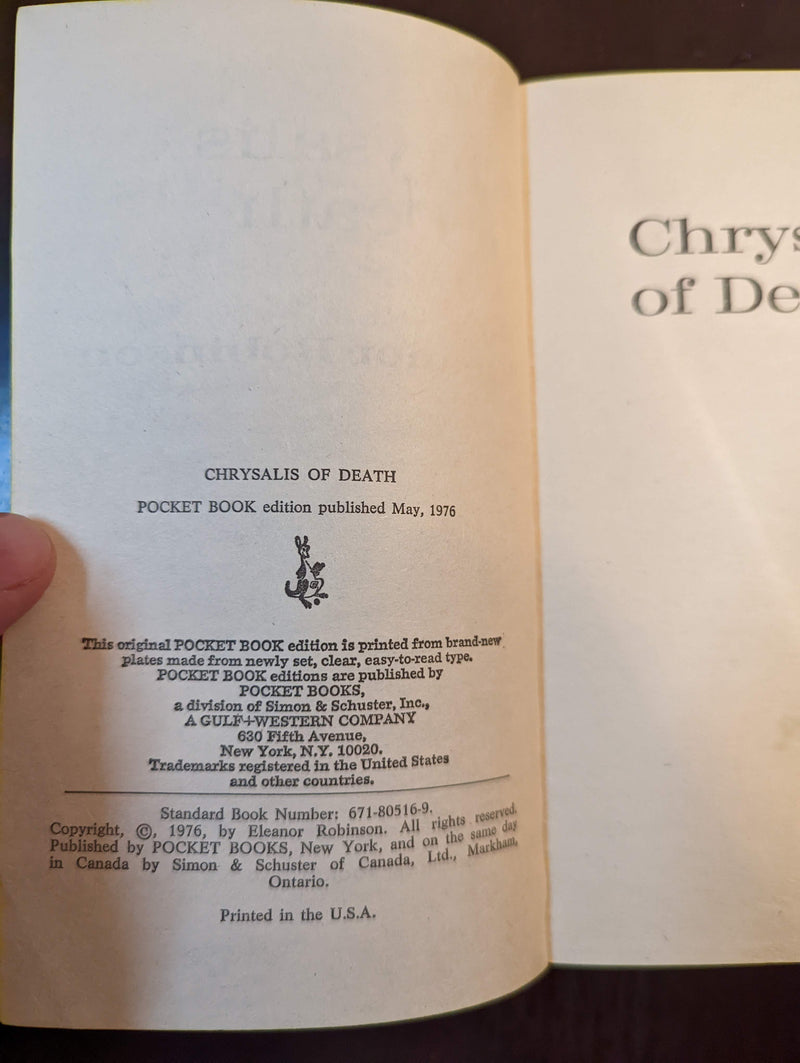 CHRYSALIS OF DEATH
POCKET BOOK edition published May, 1976
This original POCKET BOOK edition is printed from brand-new
plates made from newly set, clear, easy-to-read type.
POCKET BOOK editions are published by
POCKET BOOKS,
a division of Simon & Schuster, Inc.,
A GULF+WESTERN COMPANY
630 Fifth Avenue,
New York, N.Y. 10020.
Trademarks registered in the United States
and other countries.
Standard Book Number: 671-80516-9.
Copyright, ©, 1976, by Eleanor Robinson. All rights reserved.
Published by POCKET BOOKS, New York, and on the same day
in Canada by Simon & Schuster of Canada, Ltd., Markham,
Ontario.
Printed in the U.S.A.
Chrys
of De